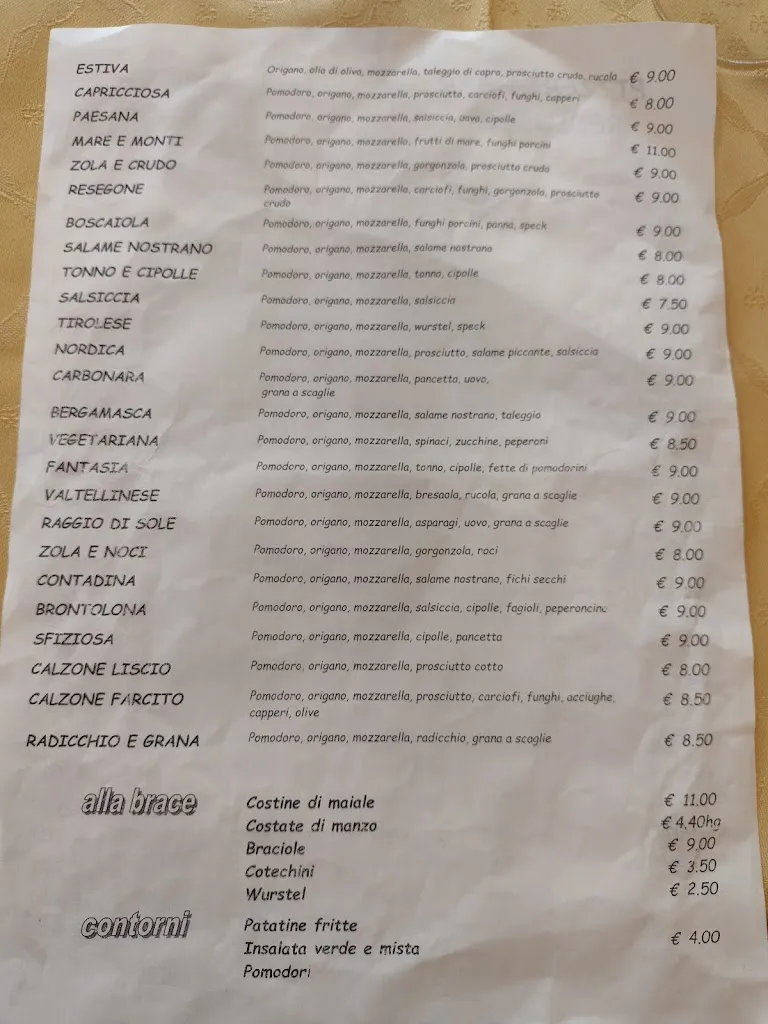 ESTIVA Origano, olio di oliva, mozzarella, taleggio di capra, prosciutto crudo, rucola € 9.00
CAPRICCIOSA Pomodoro, origano, mozzarella, prosciutto, carciofi, funghi, capperi € 8.00
PAESANA Pomodoro, origano, mozzarella, salsiccia, uovo, cipolle € 9.00
MARE E MONTI Pomodoro, origano, mozzarella, frutti di mare, funghi porcini € 11.00
ZOLA E CRUDO Pomodoro, origano, mozzarella, gorgonzola, prosciutto crudo € 9.00
RESEGONE Pomodoro, origano, mozzarella, carciofi, funghi, gorgonzola, prosciutto € 9.00
crudo
BOSCAIOLA Pomodoro, origano, mozzarella, funghi porcini, panna, speck € 9.00
SALAME NOSTRANO Pomodoro, origano, mozzarella, salame nostrano € 8.00
TONNO E CIPOLLE Pomodoro, origano, mozzarella, tonno, cipolle € 8.00
SALSICCIA Pomodoro, origano, mozzarella, salsiccia € 7.50
TIROLESE Pomodoro, origano, mozzarella, wurstel, speck € 9.00
NORDICA Pomodoro, origano, mozzarella, prosciutto, salame piccante, salsiccia € 9.00
CARBONARA Pomodoro, origano, mozzarella, pancetta, uovo, € 9.00
grana a scaglie
BERGAMASCA Pomodoro, origano, mozzarella, salame nostrano, taleggio € 9.00
VEGETARIANA Pomodoro, origano, mozzarella, spinaci, zucchine, peperoni € 8.50
FANTASIA Pomodoro, origano, mozzarella, tonno, cipolle, fette di pomodorini € 9.00
VALTELLINESE Pomodoro, origano, mozzarella, bresaola, rucola, grana a scaglie € 9.00
RAGGIO DI SOLE Pomodoro, origano, mozzarella, asparagi, uovo, grana a scaglie € 9.00
ZOLA E NOCI Pomodoro, origano, mozzarella, gorgonzola, noci € 8.00
CONTADINA Pomodoro, origano, mozzarella, salame nostrano, fichi secchi € 9.00
BRONTOLONA Pomodoro, origano, mozzarella, salsiccia, cipolle, fagioli, peperoncino € 9.00
SFIZIOSA Pomodoro, origano, mozzarella, cipolle, pancetta € 9.00
CALZONE LISCIO Pomodoro, origano, mozzarella, prosciutto cotto € 8.00
CALZONE FARCITO Pomodoro, origano, mozzarella, prosciutto, carciofi, funghi, acciughe, € 8.50
capperi, olive
RADICCHIO E GRANA Pomodoro, origano, mozzarella, radicchio, grana a scaglie € 8.50
alla brace Costine di maiale € 11.00
Costate di manzo € 4,40hg
Braciole € 9.00
Cotechini € 3.50
Wurstel € 2.50
contorni Patatine fritte
Insalata verde e mista € 4.00
Pomodori